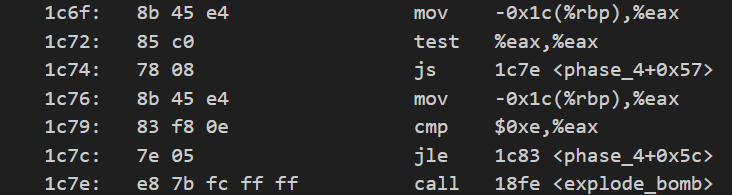 1c6f: 8b 45 e4 mov -0x1c(%rbp),%eax
1c72: 85 c0 test %eax,%eax
1c74: 78 08 js 1c7e <phase_4+0x57>
1c76: 8b 45 e4 mov -0x1c(%rbp),%eax
1c79: 83 f8 0e cmp $0xe,%eax
1c7c: 7e 05 jle 1c83 <phase_4+0x5c>
1c7e: e8 7b fc ff ff call 18fe <explode_bomb>